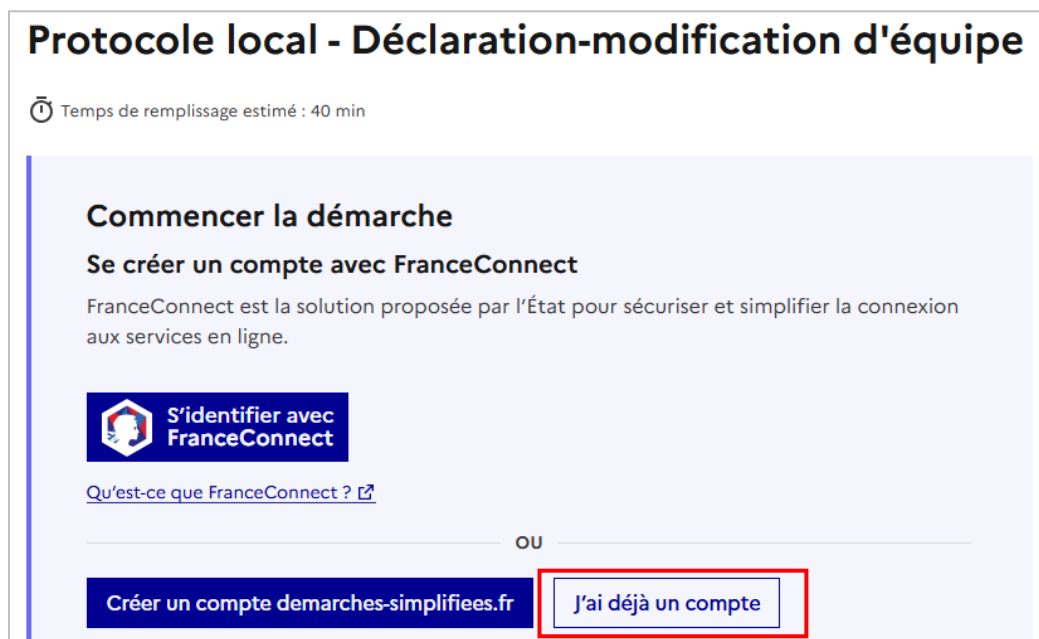 Protocole local - Déclaration-modification d'équipe
Temps de remplissage estimé : 40 min
Commencer la démarche
Se créer un compte avec FranceConnect
FranceConnect est la solution proposée par l’État pour sécuriser et simplifier la connexion
aux services en ligne.
S’identifier avec
FranceConnect
Qu’est-ce que FranceConnect ?
OU
Créer un compte demarches-simplifiees.fr
J’ai déjà un compte